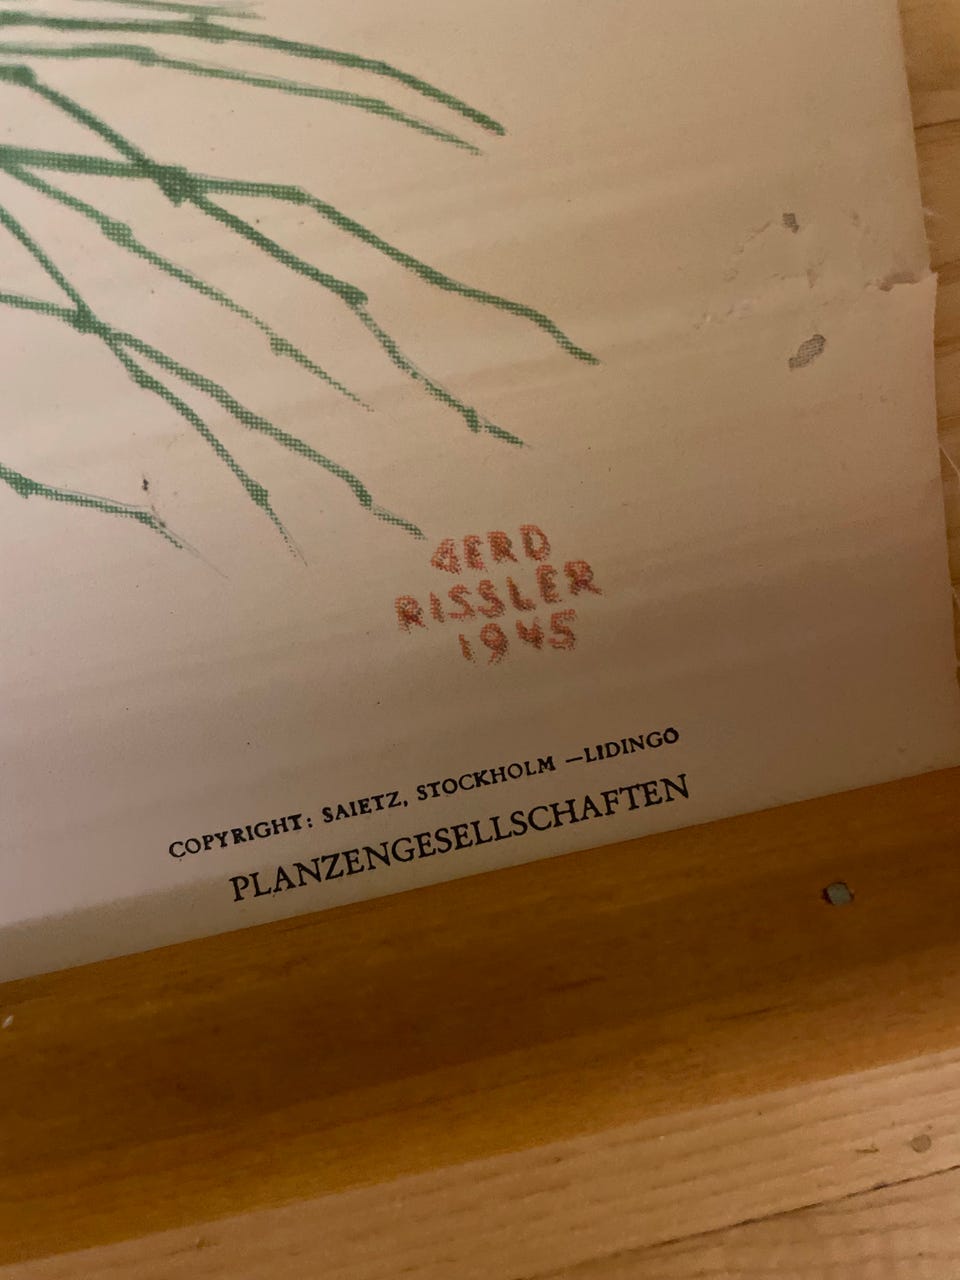 GERD
RISSLER
1945
COPYRIGHT: SAIETZ, STOCKHOLM —LIDINGÖ
PLANZENGESELLSCHAFTEN